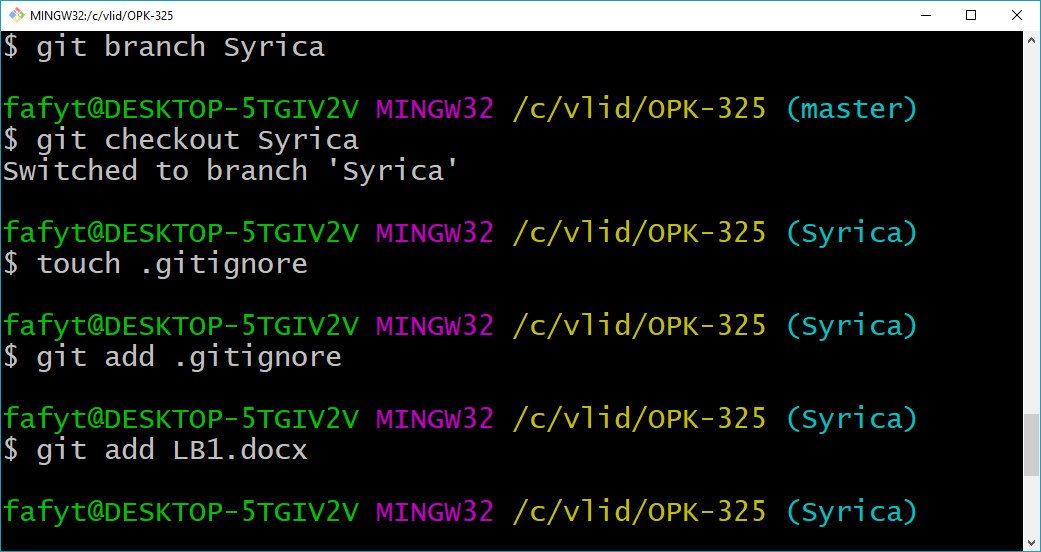 MINGW32:/c/vlid/OPK-325
$ git branch Syrica
fafyt@DESKTOP-5TGIV2V MINGW32 /c/vlid/OPK-325 (master)
$ git checkout Syrica
Switched to branch 'Syrica'
fafyt@DESKTOP-5TGIV2V MINGW32 /c/vlid/OPK-325 (Syrica)
$ touch .gitignore
fafyt@DESKTOP-5TGIV2V MINGW32 /c/vlid/OPK-325 (Syrica)
$ git add .gitignore
fafyt@DESKTOP-5TGIV2V MINGW32 /c/vlid/OPK-325 (Syrica)
$ git add LB1.docx
fafyt@DESKTOP-5TGIV2V MINGW32 /c/vlid/OPK-325 (Syrica)